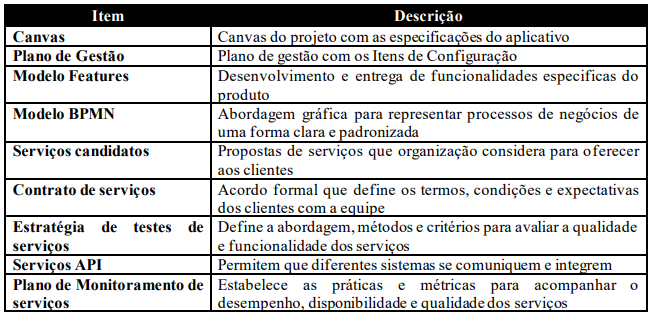 Item Descrição
Canvas Canvas do projeto com as especificações do aplicativo
Plano de Gestão Plano de gestão com os Itens de Configuração
Modelo Features Desenvolvimento e entrega de funcionalidades especificas do
produto
Modelo BPMN Abordagem gráfica para representar processos de negócios de
uma forma clara e padronizada
Serviços candidatos Propostas de serviços que organização considera para oferecer
aos clientes
Contrato de serviços Acordo formal que define os termos, condições e expectativas
dos clientes com a equipe
Estratégia de testes de Define a abordagem, métodos e critérios para avaliar a qualidade
serviços e funcionalidade dos serviços
Serviços API Permitem que diferentes sistemas se comuniquem e integrem
Plano de Monitoramento de Estabelece as práticas e métricas para acompanhar o
serviços desempenho, disponibilidade e qualidade dos serviços